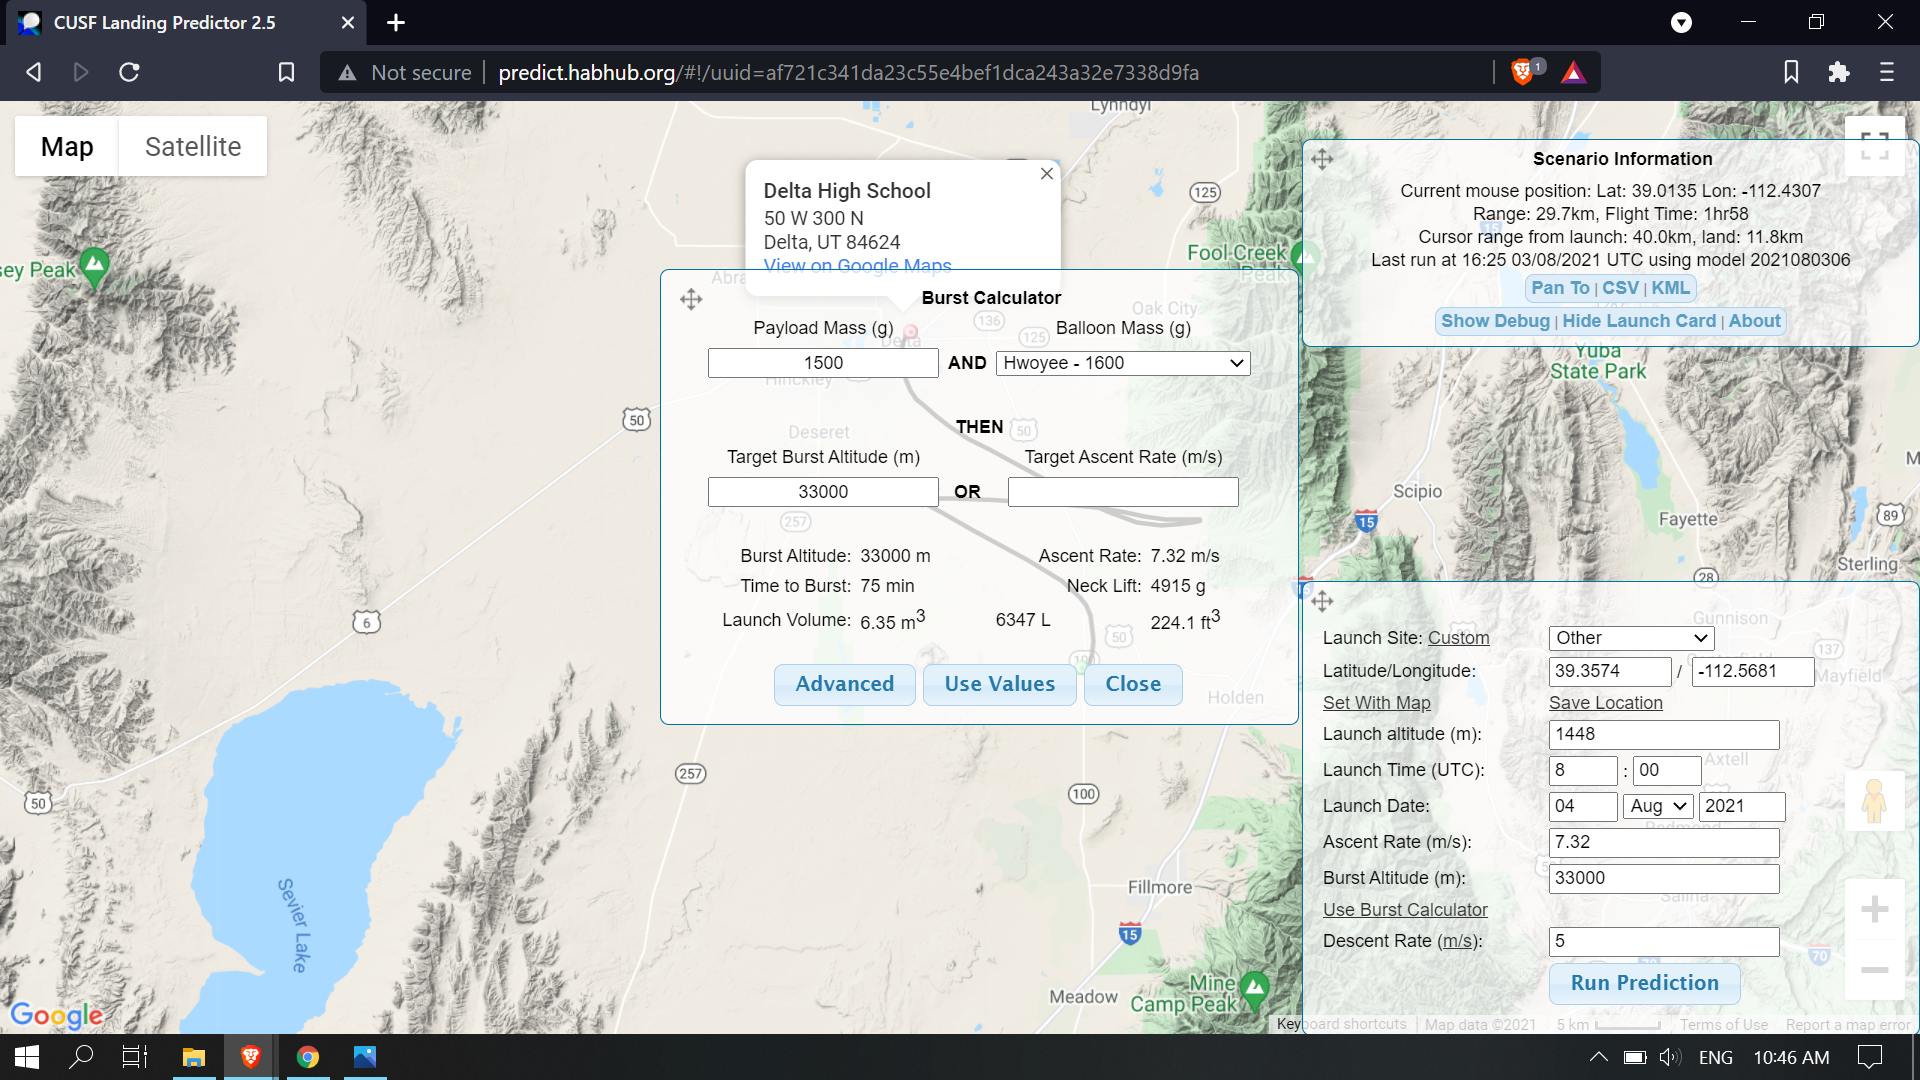 CUSF Landing Predictor 2.5
Not secure
predict.habhub.org/#!/uuid=af721c341da23c55e4bef1dca243a32e7338d9fa
1
Map
Satellite
Lynndyl
125
Delta High School
50 W 300 N
Delta, UT 84624
View on Google Maps
Scenario Information
Current mouse position: Lat: 39.0135 Lon: -112.4307
Range: 29.7km, Flight Time: 1hr58
Cursor range from launch: 40.0km, land: 11.8km
Last run at 16:25 03/08/2021 UTC using model 2021080306
Pan To | CSV | KML
Show Debug | Hide Launch Card | About
sey Peak
Fool Creek
Peak
Abra
Burst Calculator
Oak City
136
125
Payload Mass (g)
Balloon Mass (g)
Delta
1500
AND
Hwoyee - 1600
Hinckley
Yuba
State Park
50
THEN
50
Deseret
Target Burst Altitude (m)
Target Ascent Rate (m/s)
33000
OR
257
Scipio
15
Fayette
89
Sterling
M
Burst Altitude: 33000 m
Ascent Rate: 7.32 m/s
Time to Burst: 75 min
Neck Lift: 4915 g
Launch Volume: 6.35 m3
6347 L
224.1 ft3
28
Gunnison
6
50
Advanced
Use Values
Close
Holden
Launch Site: Custom
Other
137
Latitude/Longitude:
39.3574 / -112.5681
Mayfield
Set With Map
Save Location
Launch altitude (m):
1448
Axtell
Launch Time (UTC):
8 : 00
Launch Date:
04 Aug 2021
Redmond
Ascent Rate (m/s):
7.32
Burst Altitude (m):
33000
Salina
Use Burst Calculator
Descent Rate (m/s):
5
70
Run Prediction
257
100
50
Sevier Lake
Fillmore
15
Meadow
Mine
Camp Peak
Google
Keyboard shortcuts
Map data ©2021
5 km
Terms of Use
Report a map error
ENG
10:46 AM